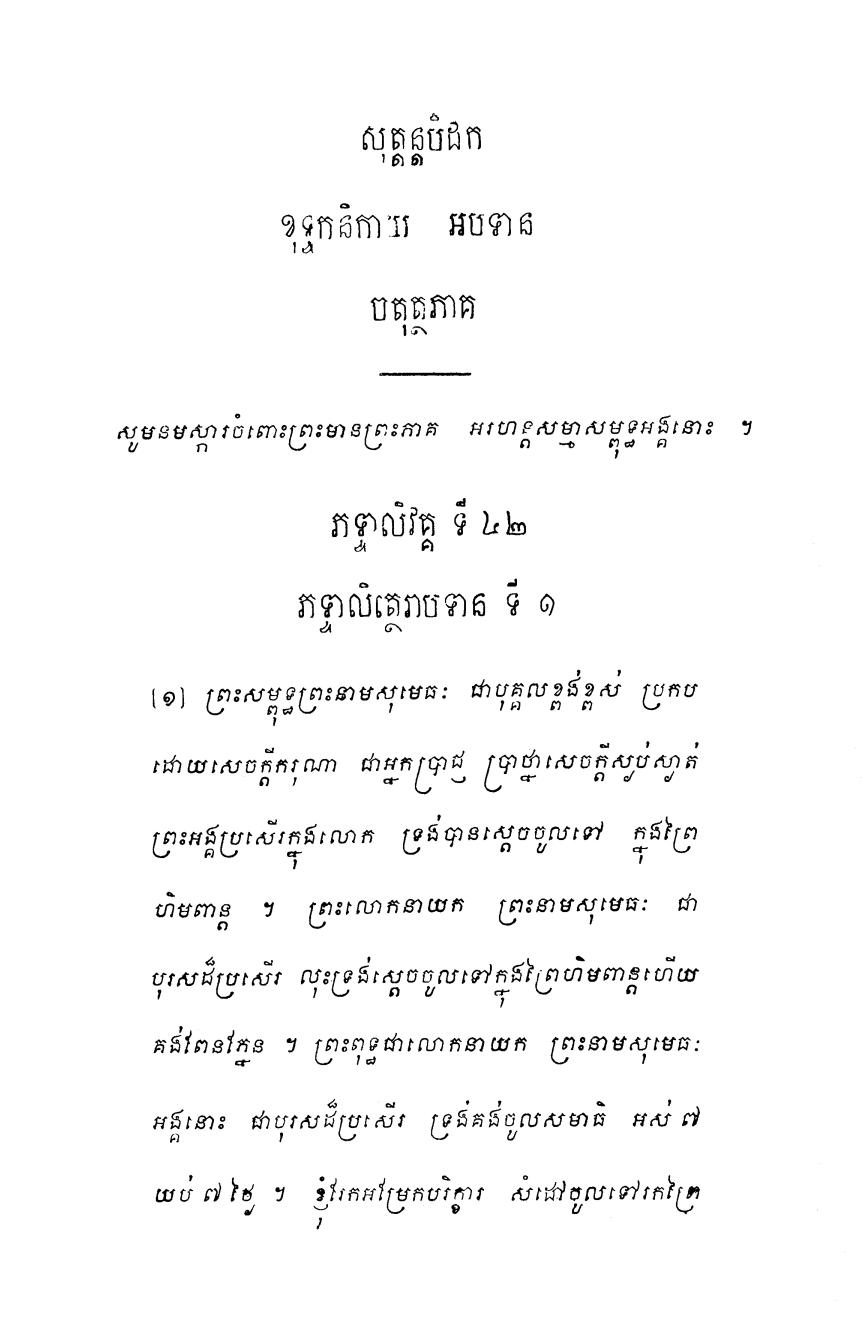 សុត្តន្តបិដក
ខុទ្ទកនិកាយ អបទាន
ចតុត្ថភាគ
សូមនមស្ការចំពោះព្រះមានព្រះភាគ អរហន្តសម្មាសម្ពុទ្ធអង្គនោះ ។
ភទ្ទាលិវគ្គ ទី ៤២
ភទ្ទាលិត្ថេរាបទាន ទី ១
[១] ព្រះសម្ពុទ្ធព្រះនាមសុមេធៈ ជាបុគ្គលខ្ពង់ខ្ពស់ ប្រកប
ដោយសេចក្តីករុណា ជាអ្នកប្រាជ្ញ ប្រាថ្នាសេចក្តីស្ងប់ស្ងាត់
ព្រះអង្គប្រសើរក្នុងលោក ទ្រង់បានស្តេចចូលទៅ ក្នុងព្រៃ
ហិមពាន្ត ។ ព្រះលោកនាយក ព្រះនាមសុមេធៈ ជា
បុរសដ៏ប្រសើរ លុះទ្រង់ស្តេចចូលទៅក្នុងព្រៃហិមពាន្តហើយ
គង់ពែនភ្នែន ។ ព្រះពុទ្ធជាលោកនាយក ព្រះនាមសុមេធៈ
អង្គនោះ ជាបុរសដ៏ប្រសើរ ទ្រង់គង់ចូលសមាធិ អស់ ៧
យប់ ៧ ថ្ងៃ ។ ខ្ញុំរែកអម្រែកបរិក្ខារ សំដៅចូលទៅរកព្រៃ